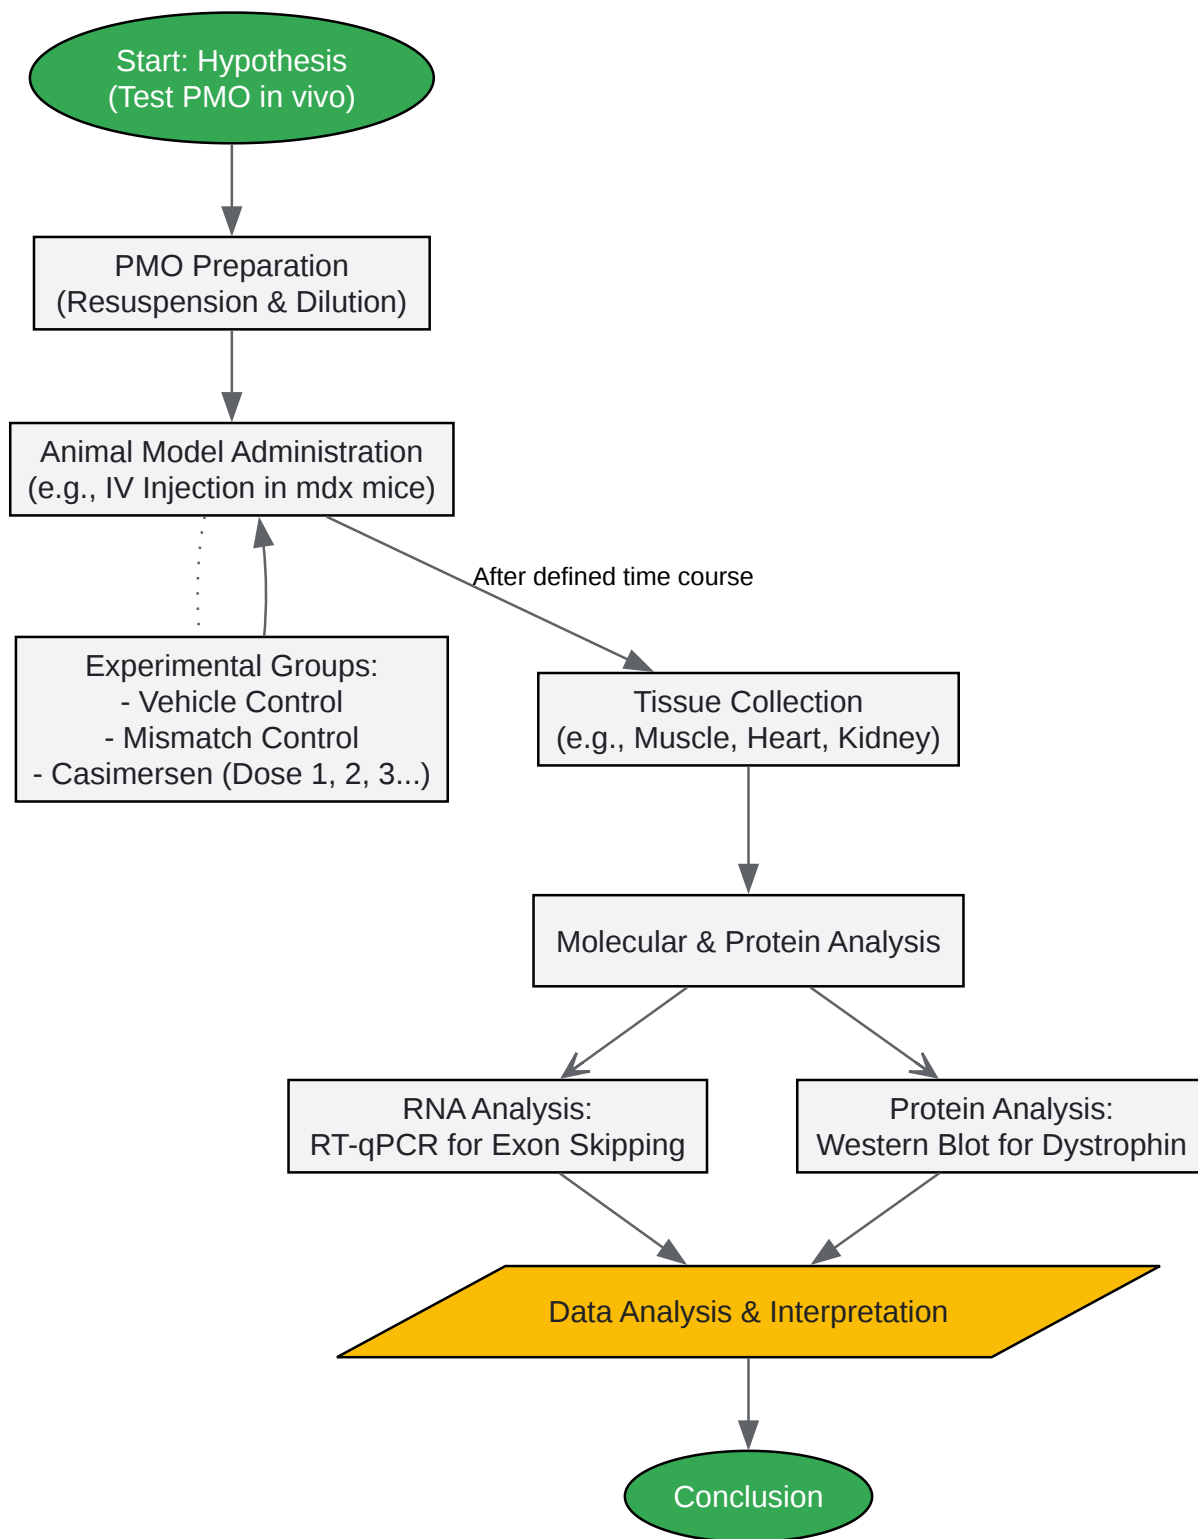 Start: Hypothesis
(Test PMO in vivo)
PMO Preparation
(Resuspension & Dilution)
Animal Model Administration
(e.g., IV Injection in mdx mice)
After defined time course
Experimental Groups:
- Vehicle Control
- Mismatch Control
- Casimersen (Dose 1, 2, 3...)
Tissue Collection
(e.g., Muscle, Heart, Kidney)
Molecular & Protein Analysis
RNA Analysis:
RT-qPCR for Exon Skipping
Protein Analysis:
Western Blot for Dystrophin
Data Analysis & Interpretation
Conclusion